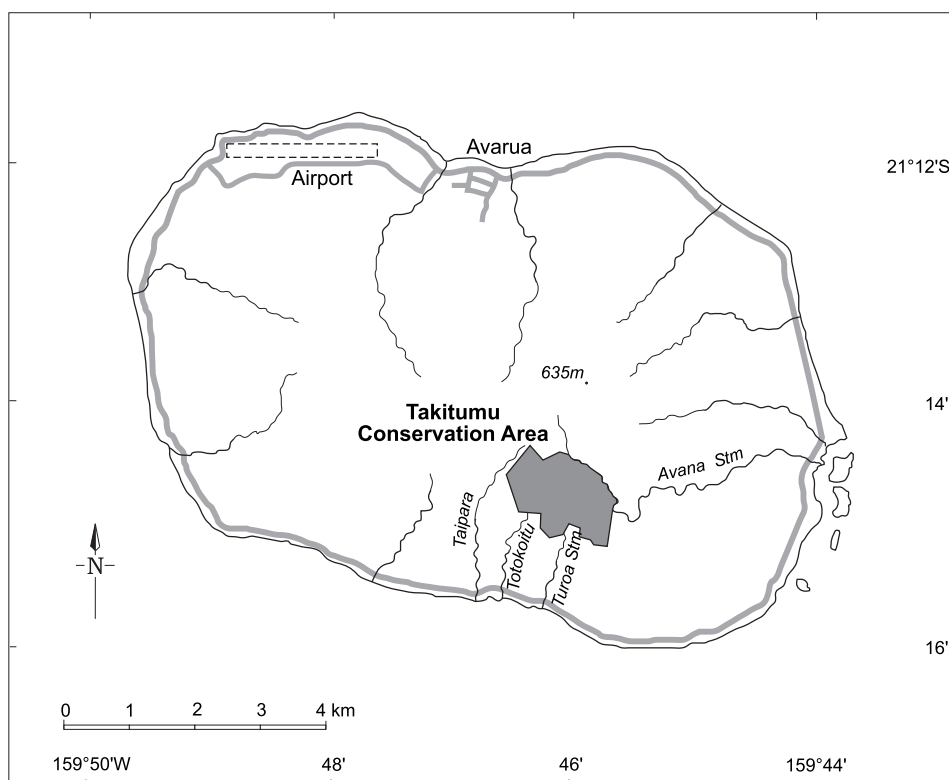 Avarua
21°12'S
Airport
635m
14'
Takitumu
Conservation Area
Avana Stm
Taipara
Totokoitu
Turoa Stm
-N-
16'
0 1 2 3 4 km
159°50'W 48' 46' 159°44'